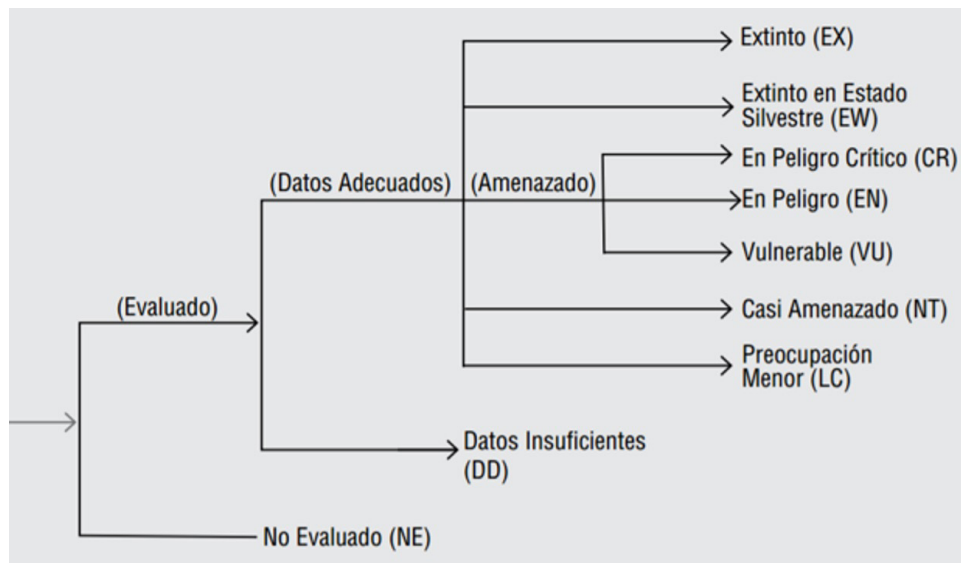 Extinto (EX)
Extinto en Estado
Silvestre (EW)
En Peligro Crítico (CR)
(Datos Adecuados)
(Amenazado)
En Peligro (EN)
Vulnerable (VU)
(Evaluado)
Casi Amenazado (NT)
Preocupación
Menor (LC)
Datos Insuficientes
(DD)
No Evaluado (NE)